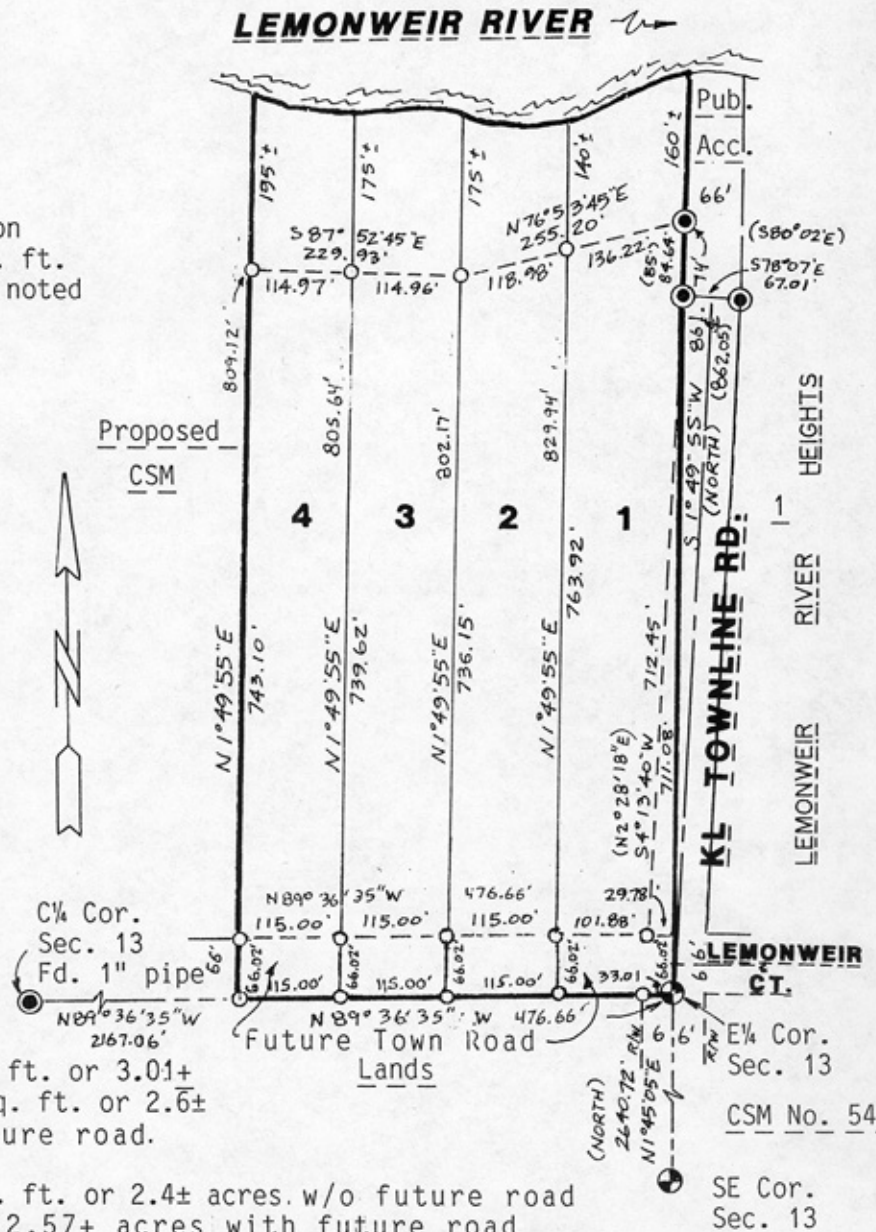 LEMONWEIR RIVER
Pub.
Acc.
195'±
175'±
175'±
140'±
160'±
66'
on
. ft.
noted
S 87° 52'45"E
229.93'
N 76° 53'45"E
255.20'
(S80°02'E)
S78°07'E
67.01'
114.97'
114.96'
118.98'
136.22'
(85')
84.64'
74'
809.12'
805.64'
802.17'
829.94'
(862.05)
S 1° 49' 55"W
(NORTH)
Proposed
CSM
HEIGHTS
1
RIVER
LEMONWEIR
4
3
2
1
KL TOWNLINE RD.
N
N 1° 49'55"E
743.10'
N 1° 49'55"E
739.62'
N 1° 49'55"E
736.15'
N 1° 49'55"E
763.92'
712.45'
711.08'
(N2° 28'18"E)
S4° 13'40"W
C¼ Cor.
Sec. 13
Fd. 1" pipe
N 89° 36'35"W
476.66'
29.78'
115.00'
115.00'
115.00'
101.88'
66'
66.02'
66.02'
66.02'
66.02'
66.02'
66'
LEMONWEIR
CT.
115.00'
115.00'
115.00'
33.01
N89° 36'35"W
2167.06'
N 89° 36'35" W
476.66'
66'
R/W
R/W
Future Town Road
Lands
E¼ Cor.
Sec. 13
ft. or 3.01±
q. ft. or 2.6±
ture road.
(NORTH)
2640.72'
N1°45'05"E
CSM No. 54
. ft. or 2.4± acres w/o future road
2.57± acres with future road
SE Cor.
Sec. 13